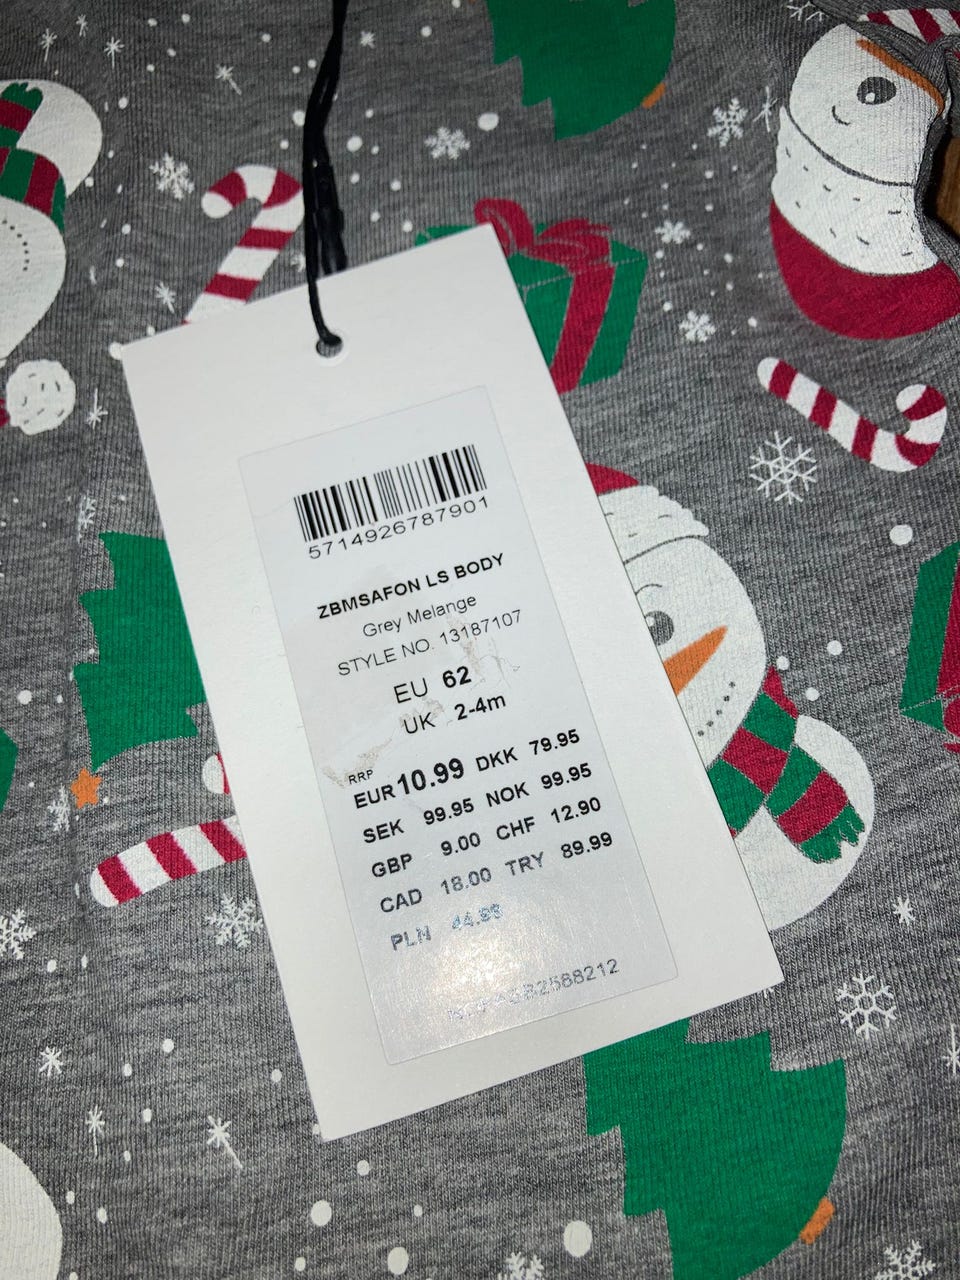 5714926787901
ZBMSAFON LS BODY
Grey Melange
STYLE NO. 13187107
EU 62
UK 2-4m
RRP
EUR 10.99 DKK 79.95
SEK 99.95 NOK 99.95
GBP 9.00 CHF 12.90
CAD 18.00 TRY 89.99
PLN